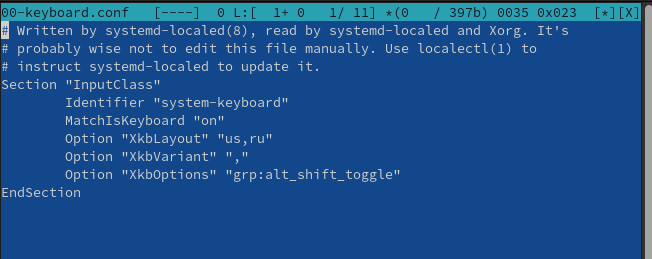 00-keyboard.conf   [----]  0 L:[  1+ 0   1/ 11] *(0   / 397b) 0035 0x023  [*][X]
# Written by systemd-localed(8), read by systemd-localed and Xorg. It's
# probably wise not to edit this file manually. Use localectl(1) to
# instruct systemd-localed to update it.
Section "InputClass"
        Identifier "system-keyboard"
        MatchIsKeyboard "on"
        Option "XkbLayout" "us,ru"
        Option "XkbVariant" ","
        Option "XkbOptions" "grp:alt_shift_toggle"
EndSection